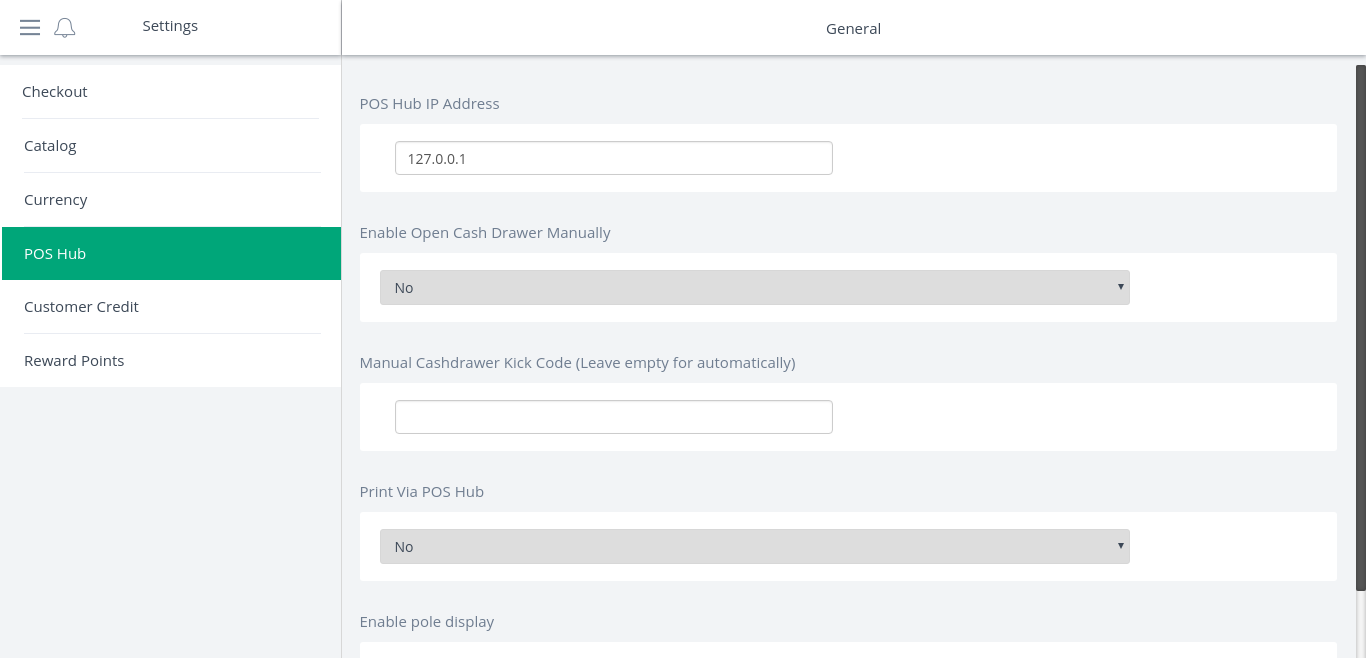 Settings
General
Checkout
Catalog
Currency
POS Hub
Customer Credit
Reward Points
POS Hub IP Address
127.0.0.1
Enable Open Cash Drawer Manually
No
Manual Cashdrawer Kick Code (Leave empty for automatically)
Print Via POS Hub
No
Enable pole display